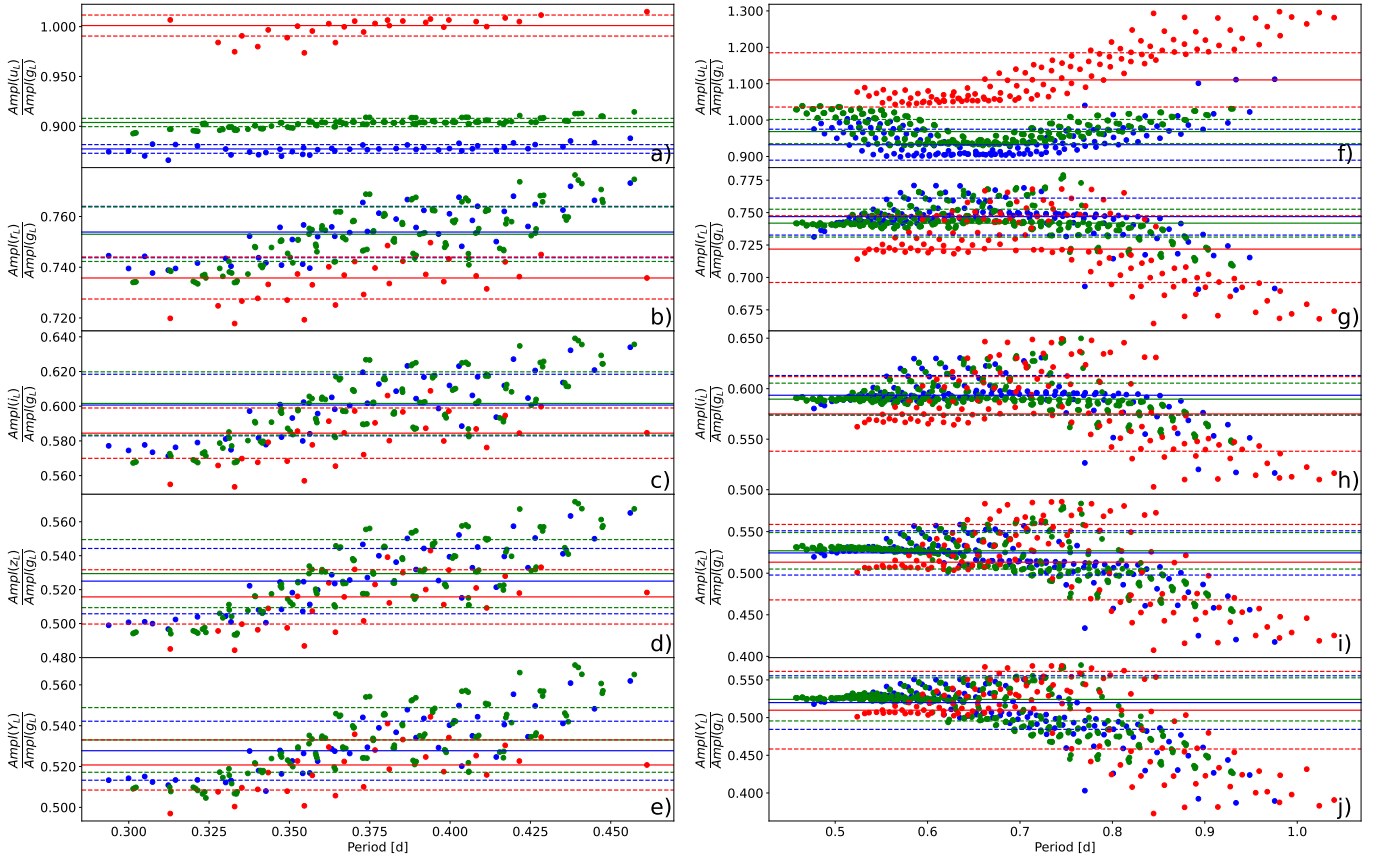 1.000
0.950
0.900
Ampl(u_L)
Ampl(g_L)
a)
0.760
0.740
0.720
Ampl(r_L)
Ampl(g_L)
b)
0.640
0.620
0.600
0.580
0.560
Ampl(i_L)
Ampl(g_L)
c)
0.560
0.540
0.520
0.500
0.480
Ampl(z_L)
Ampl(g_L)
d)
0.560
0.540
0.520
0.500
Ampl(Y_L)
Ampl(g_L)
e)
0.300 0.325 0.350 0.375 0.400 0.425 0.450
Period [d]
1.300
1.200
1.100
1.000
0.900
Ampl(u_L)
Ampl(g_L)
f)
0.775
0.750
0.725
0.700
0.675
Ampl(r_L)
Ampl(g_L)
g)
0.650
0.600
0.550
0.500
Ampl(i_L)
Ampl(g_L)
h)
0.550
0.500
0.450
0.400
Ampl(z_L)
Ampl(g_L)
i)
0.550
0.500
0.450
0.400
Ampl(Y_L)
Ampl(g_L)
j)
0.5 0.6 0.7 0.8 0.9 1.0
Period [d]